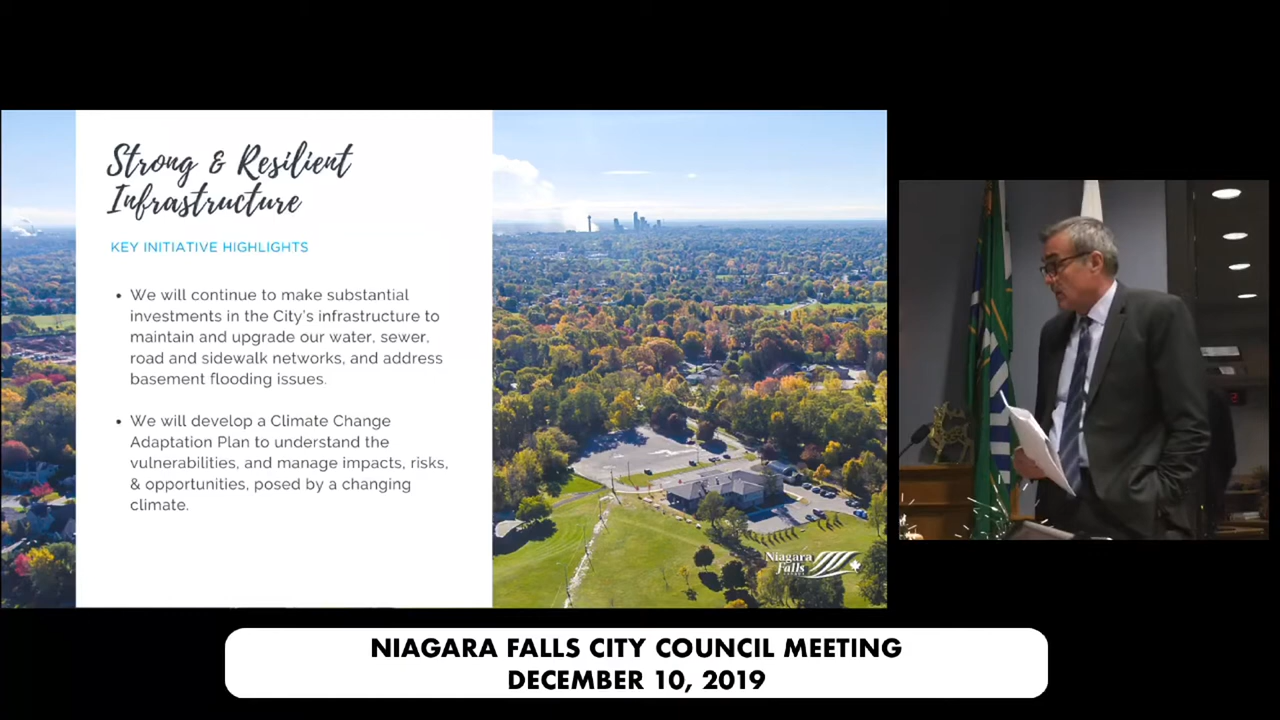 Strong & Resilient
Infrastructure
KEY INITIATIVE HIGHLIGHTS
• We will continue to make substantial
investments in the City's infrastructure to
maintain and upgrade our water, sewer,
road and sidewalk networks, and address
basement flooding issues.
• We will develop a Climate Change
Adaptation Plan to understand the
vulnerabilities, and manage impacts, risks,
& opportunities, posed by a changing
climate.
Niagara
Falls
NIAGARA FALLS CITY COUNCIL MEETING
DECEMBER 10, 2019